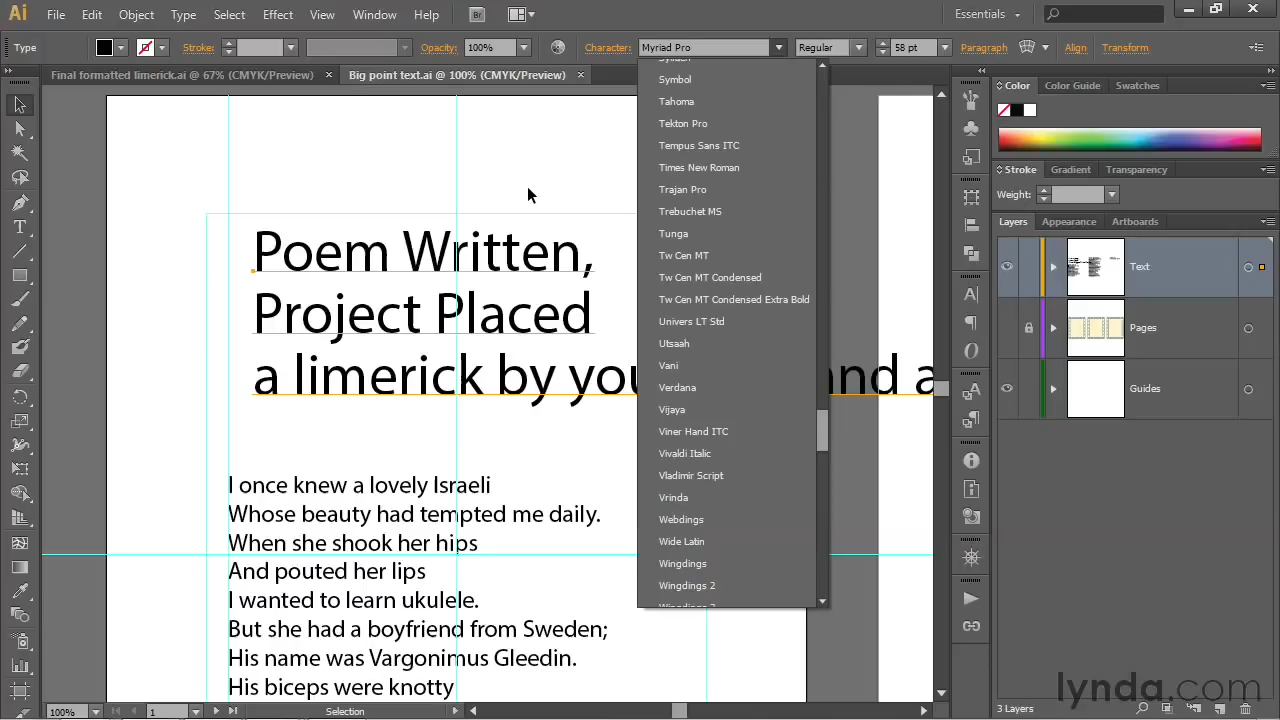 Ai File Edit Object Type Select Effect View Window Help Br Essentials
Type Stroke: Opacity: 100% Character: Myriad Pro Regular 58 pt Paragraph Align Transform
Final formatted limerick.ai @ 67% (CMYK/Preview) × Big point text.ai @ 100% (CMYK/Preview) ×
Symbol
Tahoma
Tekton Pro
Tempus Sans ITC
Times New Roman
Trajan Pro
Trebuchet MS
Tunga
Tw Cen MT
Tw Cen MT Condensed
Tw Cen MT Condensed Extra Bold
Univers LT Std
Utsaah
Vani
Verdana
Vijaya
Viner Hand ITC
Vivaldi Italic
Vladimir Script
Vrinda
Webdings
Wide Latin
Wingdings
Wingdings 2
Poem Written,
Project Placed
a limerick by you and a
I once knew a lovely Israeli
Whose beauty had tempted me daily.
When she shook her hips
And pouted her lips
I wanted to learn ukulele.
But she had a boyfriend from Sweden;
His name was Vargonimus Gleedin.
His biceps were knotty
Color Color Guide Swatches
Stroke Gradient Transparency
Weight:
Layers Appearance Artboards
Text
Pages
Guides
3 Layers
100% 1 Selection
lynda.com